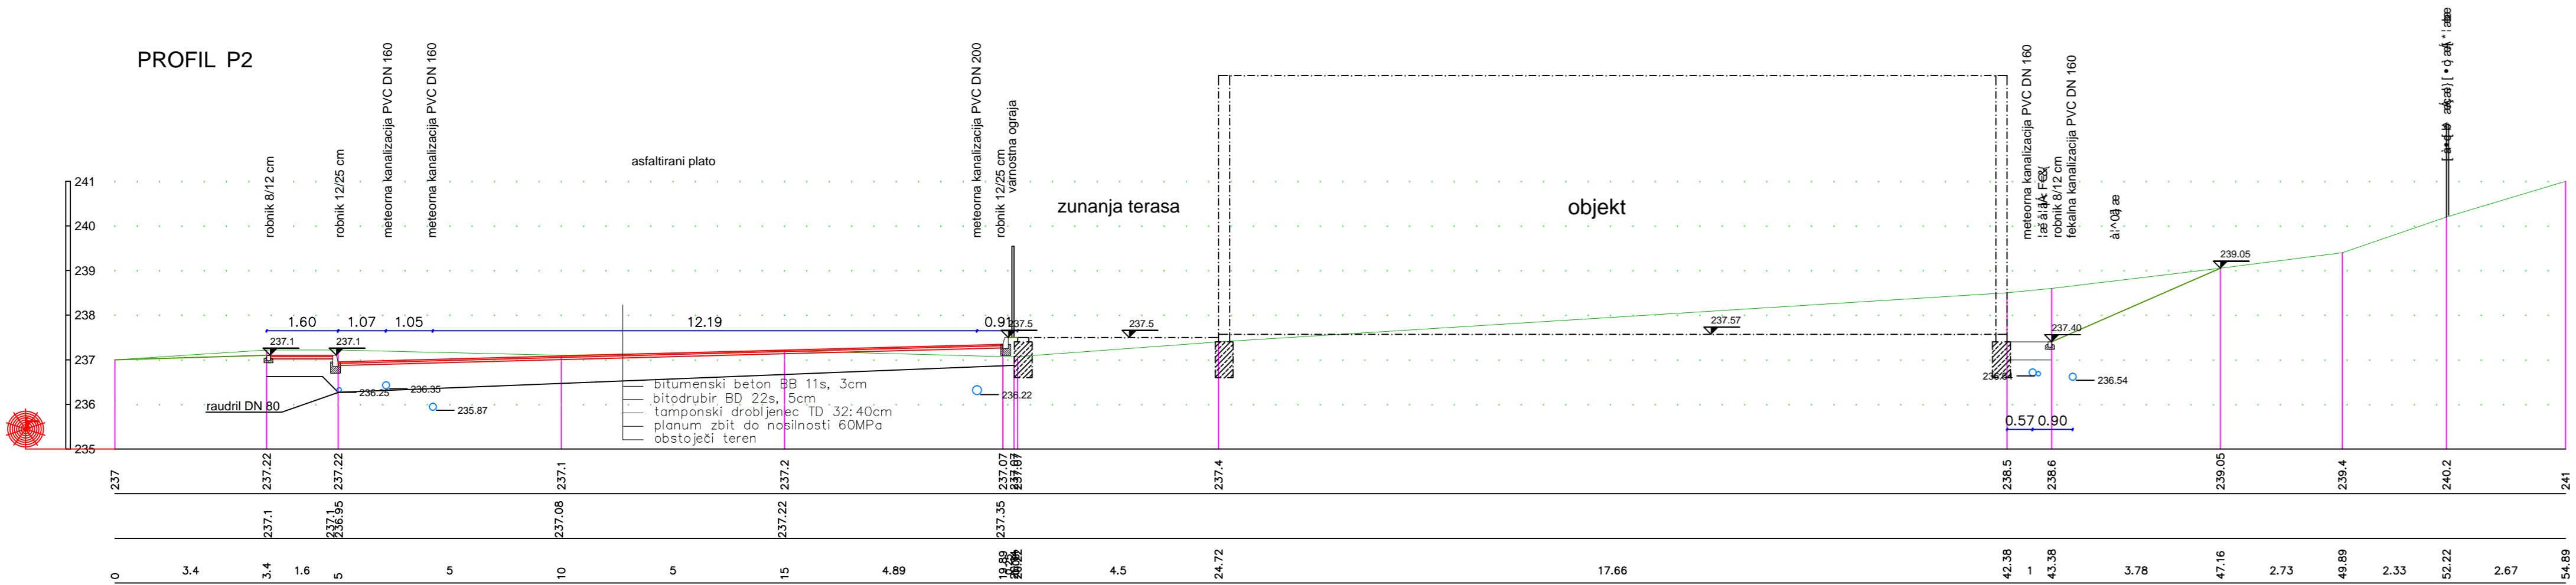 PROFIL P2
robnik 8/12 cm
robnik 12/25 cm
meteorna kanalizacija PVC DN 160
meteorna kanalizacija PVC DN 160
asfaltirani plato
meteorna kanalizacija PVC DN 200
robnik 12/25 cm
varnostna ograja
zunanja terasa
objekt
meteorna kanalizacija PVC DN 160
robnik 8/12 cm
fekalna kanalizacija PVC DN 160
241
240
239
238
237
236
235
1.60 1.07 1.05 12.19 0.91
237.1 237.1 237.5 237.5 237.57 237.40 239.05
236.25 236.35 235.87 236.22 236.54
raudril DN 80
bitumenski beton BB 11s, 3cm
bitodrubir BD 22s, 5cm
tamponski drobljenec TD 32: 40cm
planum zbit do nosilnosti 60MPa
obstoječi teren
0.57 0.90
237 237.22 237.22 237.1 237.2 237.07 237.07 237.07 237.4 238.5 238.6 239.05 239.4 240.2 241
237.1 237.1 236.95 237.08 237.22 237.35
0 3.4 3.4 1.6 5 5 10 5 15 4.89 19.89 4.5 24.72 17.66 42.38 1 43.38 3.78 47.16 2.73 49.89 2.33 52.22 2.67 54.89